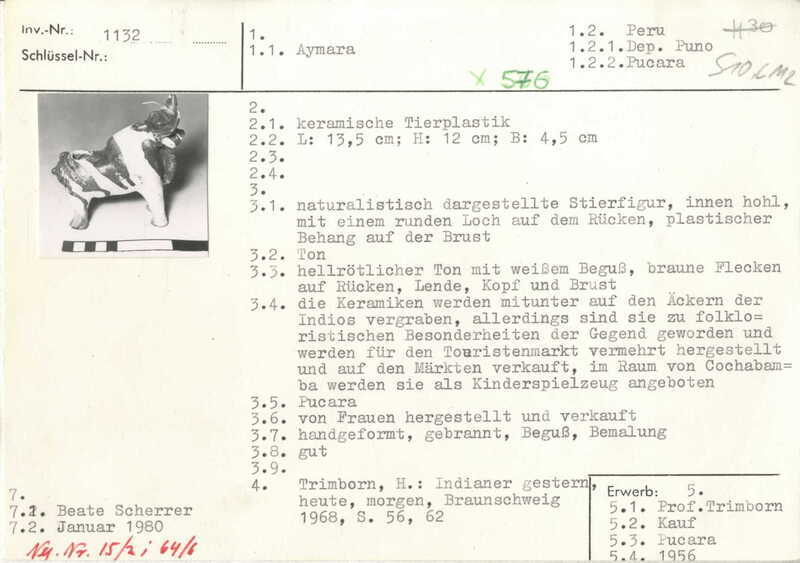 Inv.-Nr.: 1132
Schlüssel-Nr.:
1.
1.1. Aymara
1.2. Peru
1.2.1.Dep. Puno
1.2.2.Pucara
x 576
2.
2.1. keramische Tierplastik
2.2. L: 13,5 cm; H: 12 cm; B: 4,5 cm
2.3.
2.4.
3.
3.1. naturalistisch dargestellte Stierfigur, innen hohl,
mit einem runden Loch auf dem Rücken, plastischer
Behang auf der Brust
3.2. Ton
3.3. hellrötlicher Ton mit weißem Beguß, braune Flecken
auf Rücken, Lende, Kopf und Brust
3.4. die Keramiken werden mitunter auf den Äckern der
Indios vergraben, allerdings sind sie zu folklo=
ristischen Besonderheiten der Gegend geworden und
werden für den Touristenmarkt vermehrt hergestellt
und auf den Märkten verkauft, im Raum von Cochabam-
ba werden sie als Kinderspielzeug angeboten
3.5. Pucara
3.6. von Frauen hergestellt und verkauft
3.7. handgeformt, gebrannt, Beguß, Bemalung
3.8. gut
3.9.
4. Trimborn, H.: Indianer gestern,
heute, morgen, Braunschweig
1968, S. 56, 62
7.
7.1. Beate Scherrer
7.2. Januar 1980
Neg. Nr. 15/2 ; 64/6
Erwerb: 5.
5.1. Prof.Trimborn
5.2. Kauf
5.3. Pucara
5.4. 1956